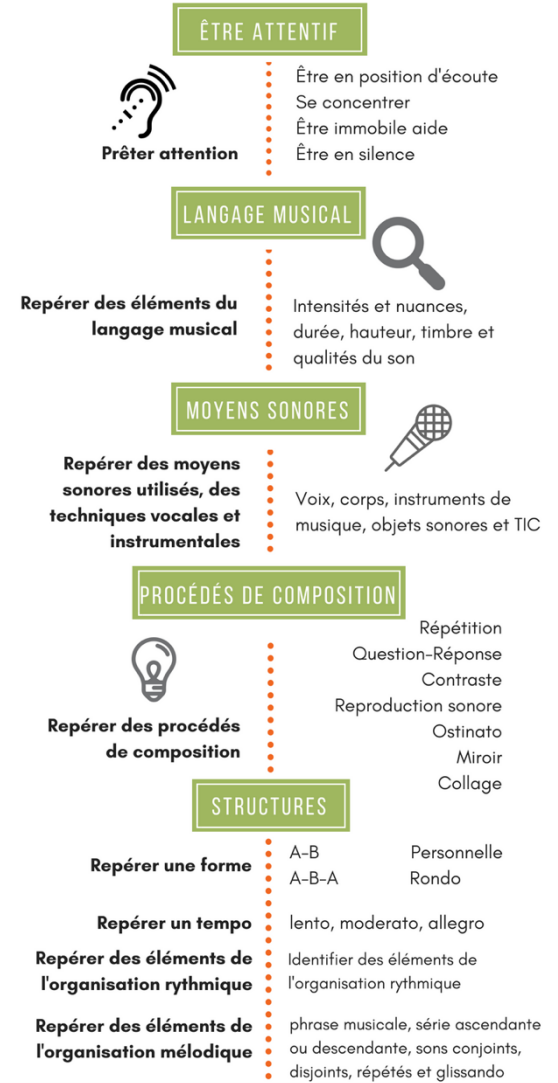 ÊTRE ATTENTIF
Prêter attention
Être en position d'écoute
Se concentrer
Être immobile aide
Être en silence
LANGAGE MUSICAL
Repérer des éléments du
langage musical
Intensités et nuances,
durée, hauteur, timbre et
qualités du son
MOYENS SONORES
Repérer des moyens
sonores utilisés, des
techniques vocales et
instrumentales
Voix, corps, instruments de
musique, objets sonores et TIC
PROCÉDÉS DE COMPOSITION
Repérer des procédés
de composition
Répétition
Question-Réponse
Contraste
Reproduction sonore
Ostinato
Miroir
Collage
STRUCTURES
Repérer une forme
A-B Personnelle
A-B-A Rondo
Repérer un tempo
lento, moderato, allegro
Repérer des éléments de
l'organisation rythmique
Identifier des éléments de
l'organisation rythmique
Repérer des éléments de
l'organisation mélodique
phrase musicale, série ascendante
ou descendante, sons conjoints,
disjoints, répétés et glissando